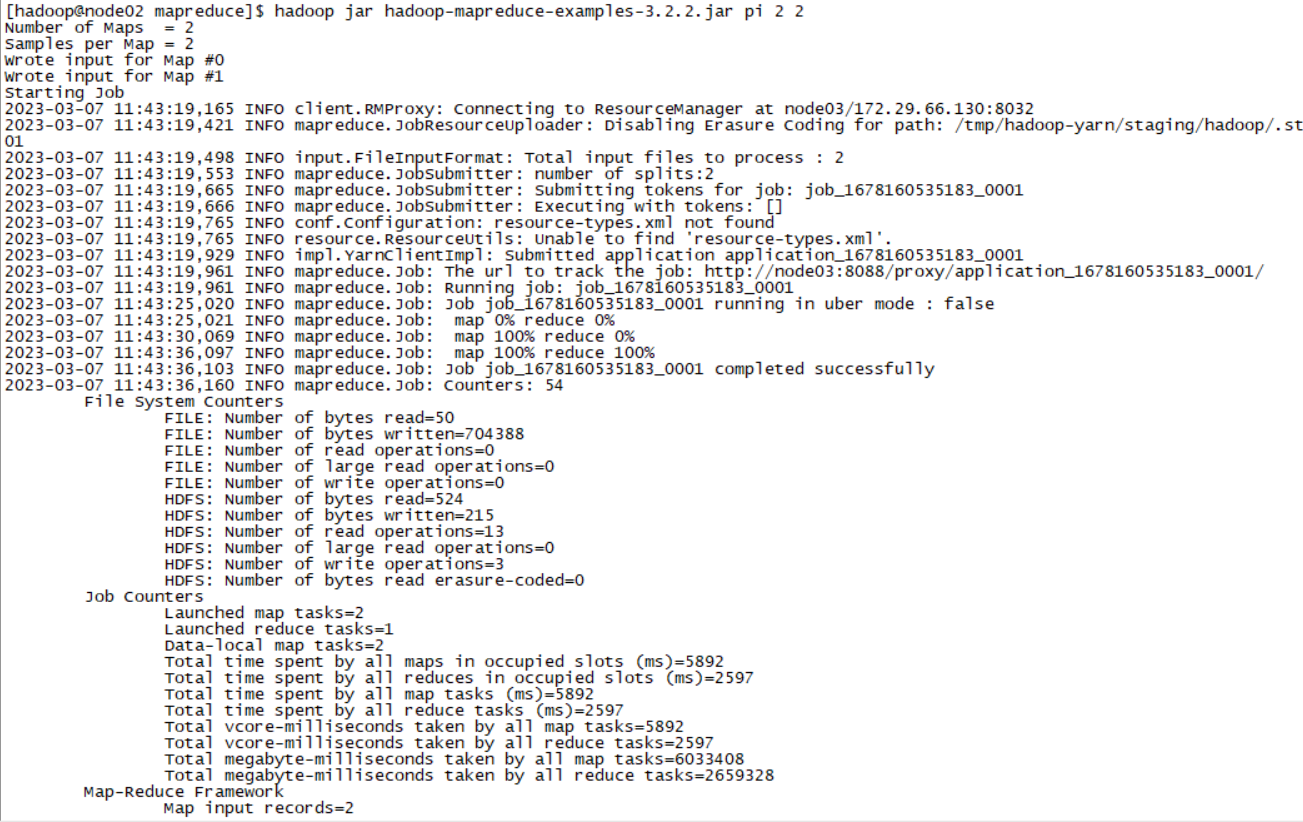 [hadoop@node02 mapreduce]$ hadoop jar hadoop-mapreduce-examples-3.2.2.jar pi 2 2
Number of Maps  = 2
Samples per Map = 2
Wrote input for Map #0
Wrote input for Map #1
Starting Job
2023-03-07 11:43:19,165 INFO client.RMProxy: Connecting to ResourceManager at node03/172.29.66.130:8032
2023-03-07 11:43:19,421 INFO mapreduce.JobResourceUploader: Disabling Erasure Coding for path: /tmp/hadoop-yarn/staging/hadoop/.st
01
2023-03-07 11:43:19,498 INFO input.FileInputFormat: Total input files to process : 2
2023-03-07 11:43:19,553 INFO mapreduce.JobSubmitter: number of splits:2
2023-03-07 11:43:19,665 INFO mapreduce.JobSubmitter: Submitting tokens for job: job_1678160535183_0001
2023-03-07 11:43:19,666 INFO mapreduce.JobSubmitter: Executing with tokens: []
2023-03-07 11:43:19,765 INFO conf.Configuration: resource-types.xml not found
2023-03-07 11:43:19,765 INFO resource.ResourceUtils: Unable to find 'resource-types.xml'.
2023-03-07 11:43:19,929 INFO impl.YarnClientImpl: Submitted application application_1678160535183_0001
2023-03-07 11:43:19,961 INFO mapreduce.Job: The url to track the job: http://node03:8088/proxy/application_1678160535183_0001/
2023-03-07 11:43:19,961 INFO mapreduce.Job: Running job: job_1678160535183_0001
2023-03-07 11:43:25,020 INFO mapreduce.Job: Job job_1678160535183_0001 running in uber mode : false
2023-03-07 11:43:25,021 INFO mapreduce.Job:  map 0% reduce 0%
2023-03-07 11:43:30,069 INFO mapreduce.Job:  map 100% reduce 0%
2023-03-07 11:43:36,097 INFO mapreduce.Job:  map 100% reduce 100%
2023-03-07 11:43:36,103 INFO mapreduce.Job: Job job_1678160535183_0001 completed successfully
2023-03-07 11:43:36,160 INFO mapreduce.Job: Counters: 54
File System Counters
FILE: Number of bytes read=50
FILE: Number of bytes written=704388
FILE: Number of read operations=0
FILE: Number of large read operations=0
FILE: Number of write operations=0
HDFS: Number of bytes read=524
HDFS: Number of bytes written=215
HDFS: Number of read operations=13
HDFS: Number of large read operations=0
HDFS: Number of write operations=3
HDFS: Number of bytes read erasure-coded=0
Job Counters
Launched map tasks=2
Launched reduce tasks=1
Data-local map tasks=2
Total time spent by all maps in occupied slots (ms)=5892
Total time spent by all reduces in occupied slots (ms)=2597
Total time spent by all map tasks (ms)=5892
Total time spent by all reduce tasks (ms)=2597
Total vcore-milliseconds taken by all map tasks=5892
Total vcore-milliseconds taken by all reduce tasks=2597
Total megabyte-milliseconds taken by all map tasks=6033408
Total megabyte-milliseconds taken by all reduce tasks=2659328
Map-Reduce Framework
Map input records=2